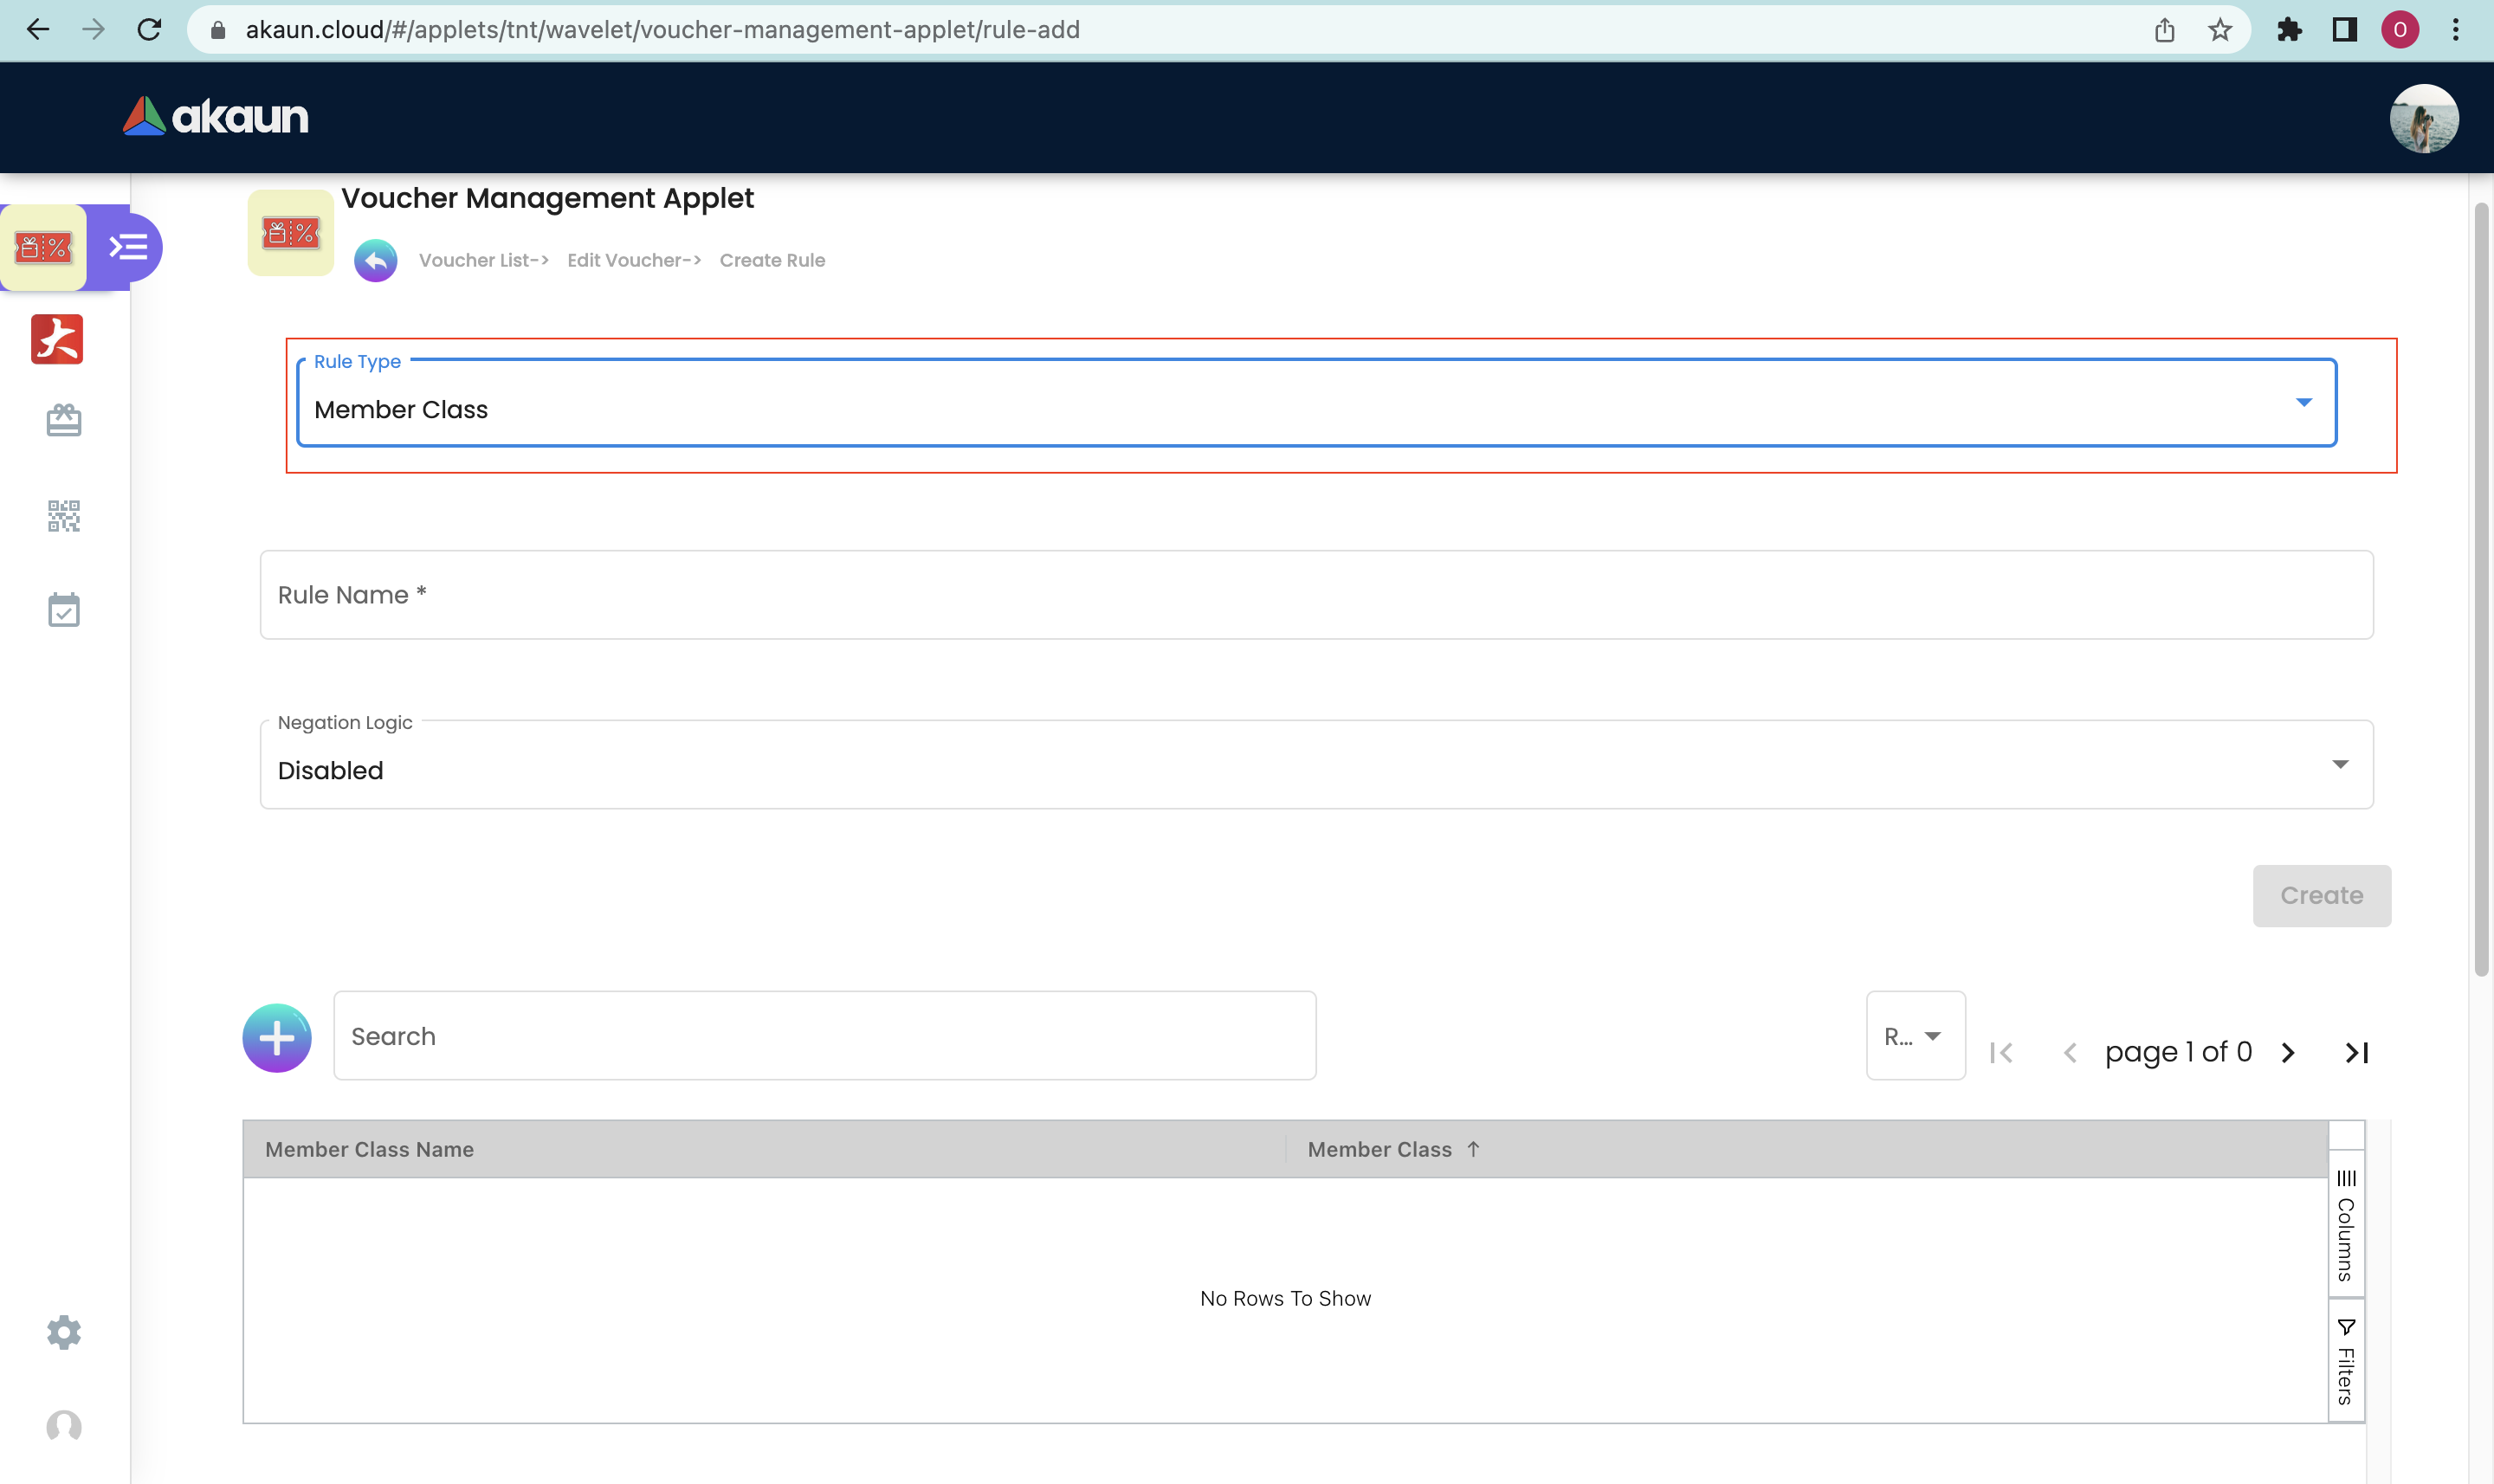 akaun.cloud/#/applets/tnt/wavelet/voucher-management-applet/rule-add
O
akaun
Voucher Management Applet
Voucher List-> Edit Voucher-> Create Rule
Rule Type
Member Class
Rule Name *
Negation Logic
Disabled
Create
Search
R...
page 1 of 0
Member Class Name
Member Class
Columns
No Rows To Show
Filters